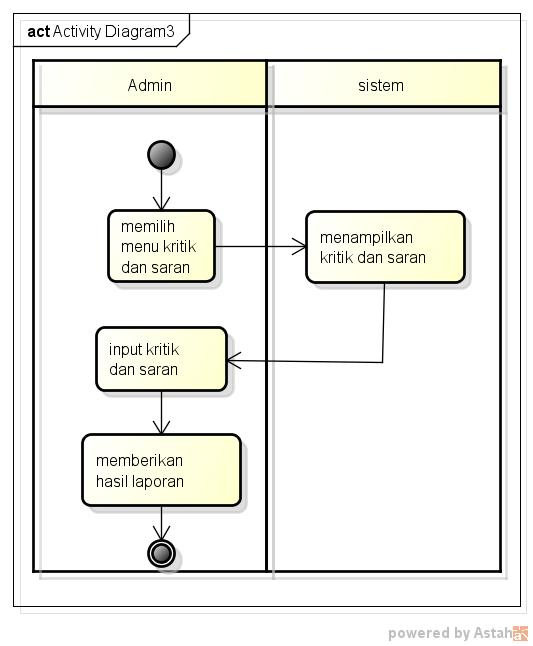 act Activity Diagram3
Admin
sistem
memilih
menu kritik
dan saran
menampilkan
kritik dan saran
input kritik
dan saran
memberikan
hasil laporan
powered by Astah